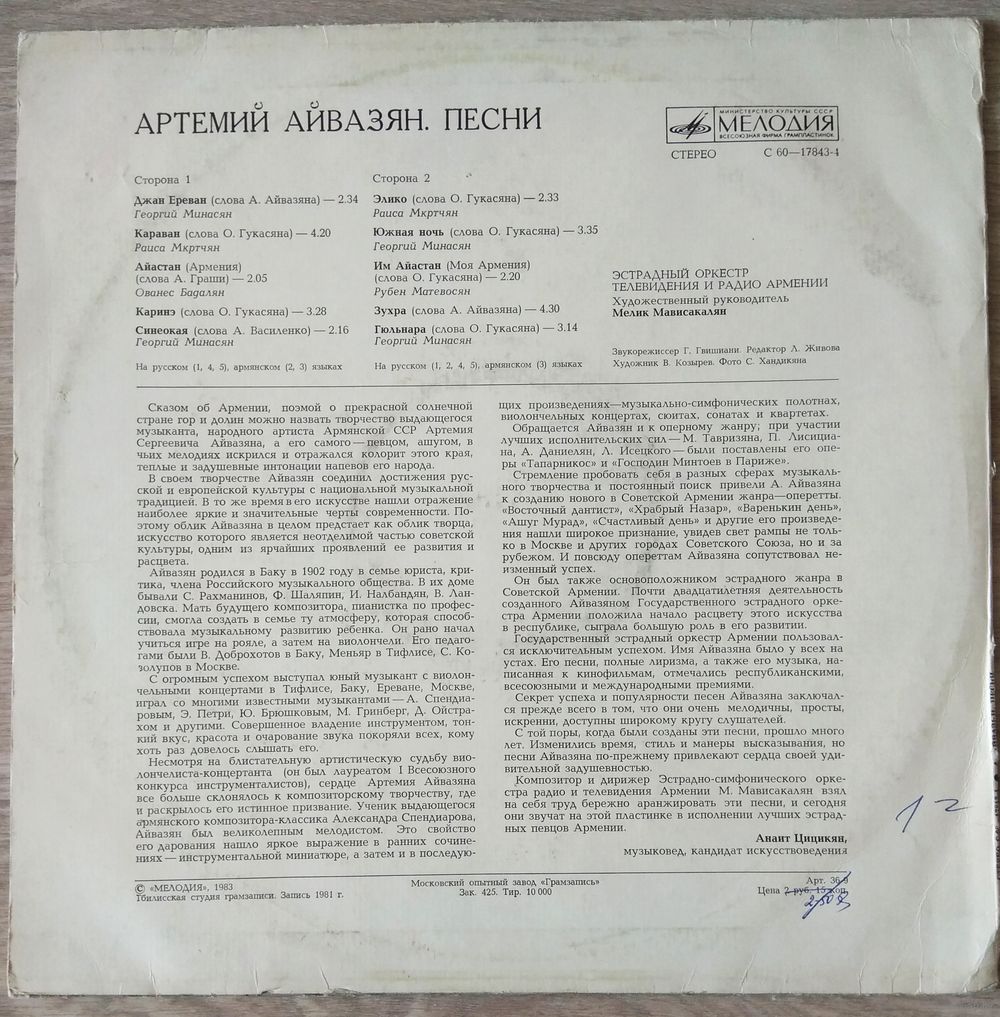 АРТЕМИЙ АЙВАЗЯН. ПЕСНИ
МИНИСТЕРСТВО КУЛЬТУРЫ СССР
МЕЛОДИЯ
ВСЕСОЮЗНАЯ ФИРМА ГРАМПЛАСТИНОК
СТЕРЕО С 60—17843-4
Сторона 1
Джан Ереван (слова А. Айвазяна) — 2.34
Георгий Минасян
Караван (слова О. Гукасяна) — 4.20
Раиса Мкртчян
Айастан (Армения)
(слова А. Граши) — 2.05
Ованес Бадалян
Каринэ (слова О. Гукасяна) — 3.28
Синеокая (слова А. Василенко) — 2.16
Георгий Минасян
На русском (1, 4, 5), армянском (2, 3) языках
Сторона 2
Элико (слова О. Гукасяна) — 2.33
Раиса Мкртчян
Южная ночь (слова О. Гукасяна) — 3.35
Георгий Минасян
Им Айастан (Моя Армения)
(слова О. Гукасяна) — 2.20
Рубен Матевосян
Зухра (слова А. Айвазяна) — 4.30
Гюльнара (слова О. Гукасяна) — 3.14
Георгий Минасян
На русском (1, 2, 4, 5), армянском (3) языках
ЭСТРАДНЫЙ ОРКЕСТР
ТЕЛЕВИДЕНИЯ И РАДИО АРМЕНИИ
Художественный руководитель
Мелик Мависакалян
Звукорежиссер Г. Гвишиани. Редактор Л. Живова
Художник В. Козырев. Фото С. Хандикяна
Сказом об Армении, поэмой о прекрасной солнечной
стране гор и долин можно назвать творчество выдающегося
музыканта, народного артиста Армянской ССР Артемия
Сергеевича Айвазяна, а его самого — певцом, ашугом, в
чьих мелодиях искрился и отражался колорит этого края,
теплые и задушевные интонации напевов его народа.
В своем творчестве Айвазян соединил достижения рус-
ской и европейской культуры с национальной музыкальной
традицией. В то же время в его искусстве нашли отражение
наиболее яркие и значительные черты современности. По-
этому облик Айвазяна в целом предстает как облик творца,
искусство которого является неотделимой частью советской
культуры, одним из ярчайших проявлений ее развития и
расцвета.
Айвазян родился в Баку в 1902 году в семье юриста, кри-
тика, члена Российского музыкального общества. В их доме
бывали С. Рахманинов, Ф. Шаляпин, И. Налбандян, В. Лан-
довска. Мать будущего композитора, пианистка по профес-
сии, смогла создать в семье ту атмосферу, которая способ-
ствовала музыкальному развитию ребенка. Он рано начал
учиться игре на рояле, а затем на виолончели. Его педаго-
гами были В. Доброхотов в Баку, Меньяр в Тифлисе, С. Ко-
золупов в Москве.
С огромным успехом выступал юный музыкант с виолон-
чельными концертами в Тифлисе, Баку, Ереване, Москве,
играл со многими известными музыкантами — А. Спендиа-
ровым, Э. Петри, Ю. Брюшковым, М. Гринберг, Д. Ойстра-
хом и другими. Совершенное владение инструментом, тон-
кий вкус, красота и очарование звука покоряли всех, кому
хоть раз довелось слышать его.
Несмотря на блистательную артистическую судьбу вио-
лончелиста-концертанта (он был лауреатом I Всесоюзного
конкурса инструменталистов), сердце Артемия Айвазяна
все больше склонялось к композиторскому творчеству, где
и раскрылось его истинное призвание. Ученик выдающегося
армянского композитора-классика Александра Спендиарова,
Айвазян был великолепным мелодистом. Это свойство
его дарования нашло яркое выражение в ранних сочине-
ниях — инструментальной миниатюре, а затем и в последую-
щих произведениях—музыкально-симфонических полотнах,
виолончельных концертах, сюитах, сонатах и квартетах.
Обращается Айвязян и к оперному жанру; при участии
лучших исполнительских сил — М. Тавризяна, П. Лисициа-
на, А. Даниелян, Л. Исецкого — были поставлены его опе-
ры «Тапарникос» и «Господин Минтоев в Париже».
Стремление пробовать себя в разных сферах музыкаль-
ного творчества и постоянный поиск привели А. Айвазяна
к созданию нового в Советской Армении жанра—оперетты.
«Восточный дантист», «Храбрый Назар», «Варенькин день»,
«Ашуг Мурад», «Счастливый день» и другие его произведе-
ния нашли широкое признание, увидев свет рампы не толь-
ко в Москве и других городах Советского Союза, но и за
рубежом. И повсюду опереттам Айвазяна сопутствовал не-
изменный успех.
Он был также основоположником эстрадного жанра в
Советской Армении. Почти двадцатилетняя деятельность
созданного Айвазяном Государственного эстрадного орке-
стра Армении положила начало расцвету этого искусства
в республике, сыграла большую роль в его развитии.
Государственный эстрадный оркестр Армении пользовал-
ся исключительным успехом. Имя Айвазяна было у всех на
устах. Его песни, полные лиризма, а также его музыка, на-
писанная к кинофильмам, отмечались республиканскими,
всесоюзными и международными премиями.
Секрет успеха и популярности песен Айвазяна заключал-
ся прежде всего в том, что они очень мелодичны, просты,
искренни, доступны широкому кругу слушателей.
С той поры, когда были созданы эти песни, прошло много
лет. Изменились время, стиль и манеры высказывания, но
песни Айвазяна по-прежнему привлекают сердца своей уди-
вительной задушевностью.
Композитор и дирижер Эстрадно-симфонического орке-
стра радио и телевидения Армении М. Мависакалян взял
на себя труд бережно аранжировать эти песни, и сегодня
они звучат на этой пластинке в исполнении лучших эстрад-
ных певцов Армении.
Анаит Цицикян,
музыковед, кандидат искусствоведения
12
© «МЕЛОДИЯ», 1983
Тбилисская студия грамзаписи. Запись 1981 г.
Московский опытный завод «Грамзапись»
Зак. 425. Тир. 10 000
Арт. 36-9
Цена 2 руб. 15 коп.
2-50